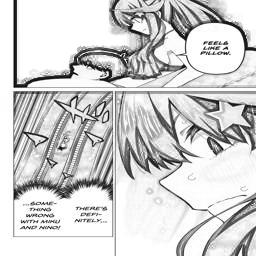 FEELS
LIKE A
PILLOW.
THERE'S
DEFI-
NITELY...
...SOME-
THING
WRONG
WITH MIKU
AND NINO!